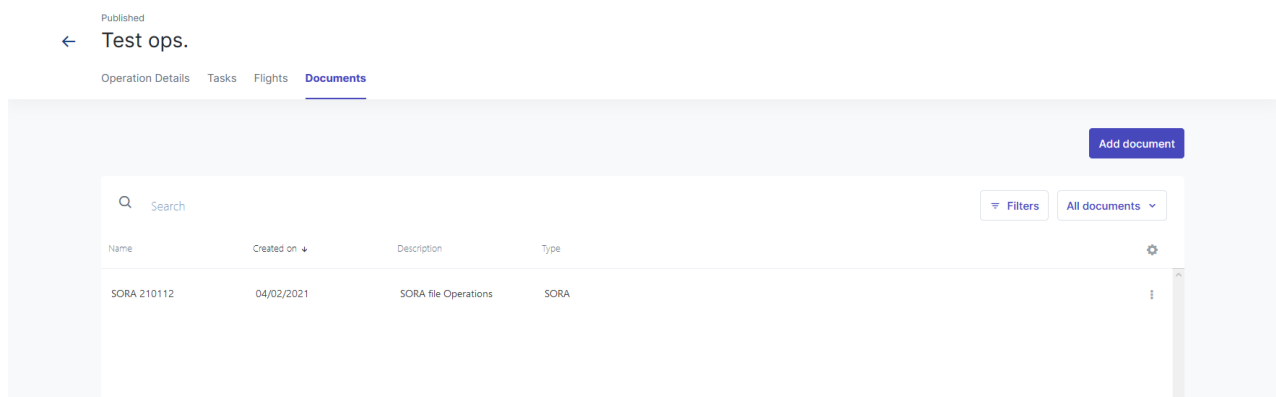 Published
Test ops.
Operation Details Tasks Flights Documents
Add document
Search Filters All documents
Name Created on Description Type
SORA 210112 04/02/2021 SORA file Operations SORA